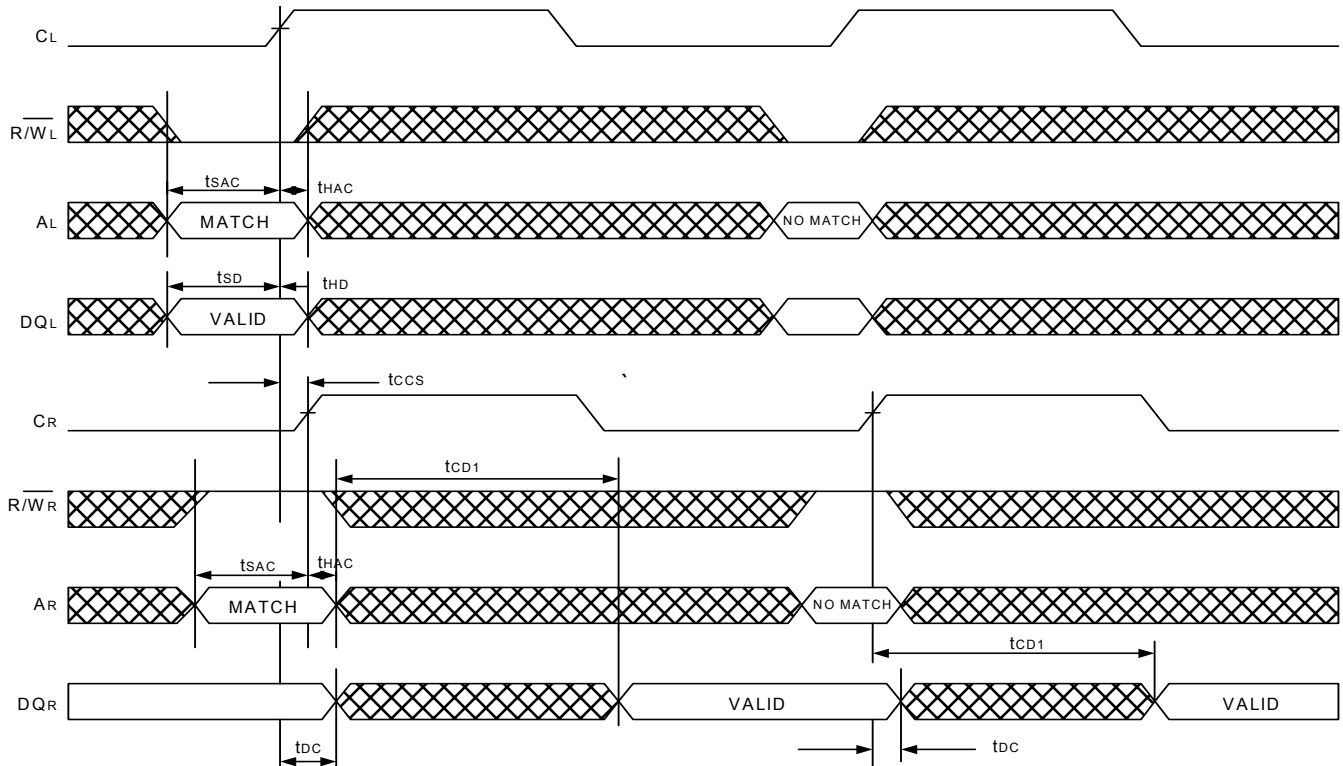 CL
R/WL
tSAC tHAC
AL MATCH NO MATCH
tSD tHD
DQL VALID
tCCS
CR
tCD1
R/WR
tSAC tHAC
AR MATCH NO MATCH
tCD1
DQR VALID VALID
tDC tDC